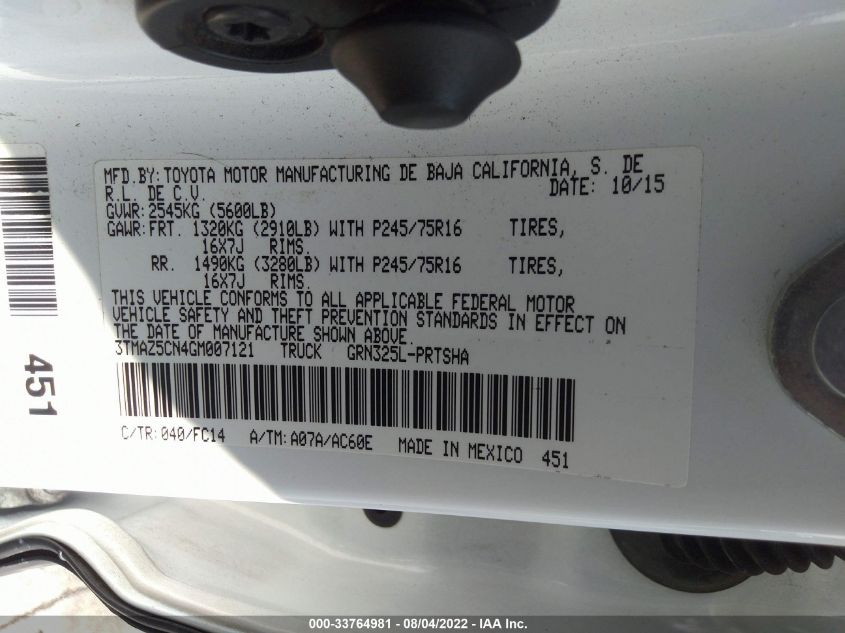 MFD.BY: TOYOTA MOTOR MANUFACTURING DE BAJA CALIFORNIA, S. DE
R.L. DE C.V. DATE: 10/15
GVWR: 2545KG (5600LB)
GAWR: FRT. 1320KG (2910LB) WITH P245/75R16 TIRES,
16X7J RIMS.
RR. 1490KG (3280LB) WITH P245/75R16 TIRES,
16X7J RIMS.
THIS VEHICLE CONFORMS TO ALL APPLICABLE FEDERAL MOTOR
VEHICLE SAFETY AND THEFT PREVENTION STANDARDS IN EFFECT ON
THE DATE OF MANUFACTURE SHOWN ABOVE.
3TMAZ5CN4GM007121 TRUCK GRN325L-PRTSHA
C/TR: 040/FC14 A/TM: A07A/AC60E MADE IN MEXICO 451
451
000-33764981 - 08/04/2022 - IAA Inc.